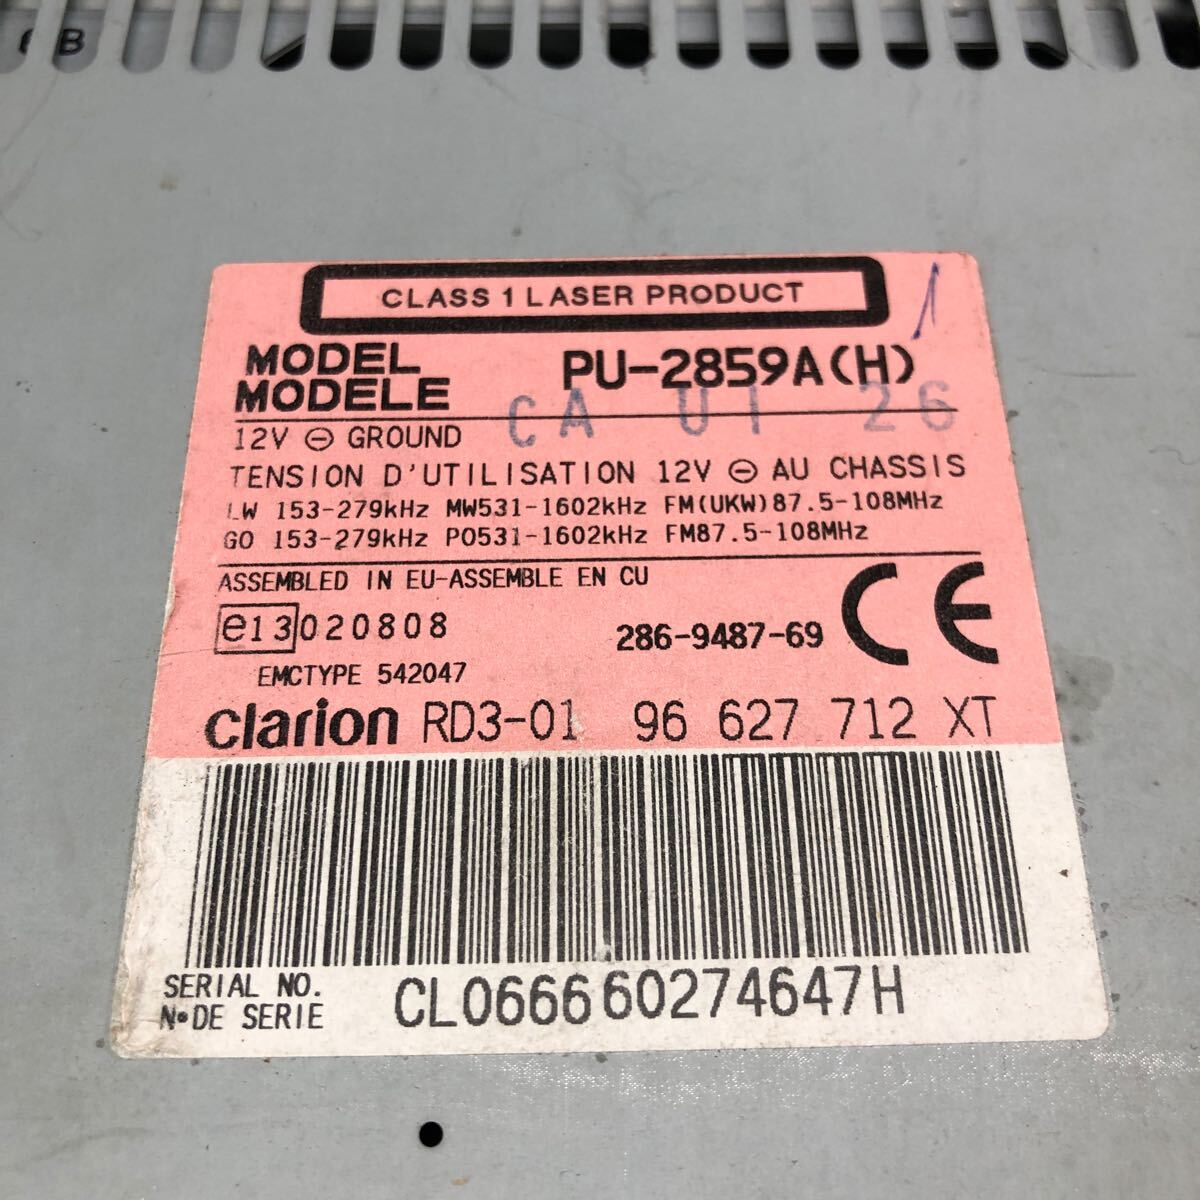 CLASS 1 LASER PRODUCT
1
MODEL PU-2859A(H)
MODELE
CA 26
12V ⊖ GROUND
TENSION D'UTILISATION 12V ⊖ AU CHASSIS
LW 153-279kHz MW531-1602kHz FM(UKW)87.5-108MHz
GO 153-279kHz PO531-1602kHz FM87.5-108MHz
ASSEMBLED IN EU-ASSEMBLE EN CU
e13 020808 286-9487-69 CE
EMCTYPE 542047
clarion RD3-01 96 627 712 XT
SERIAL NO. CL066660274647H
N•DE SERIE